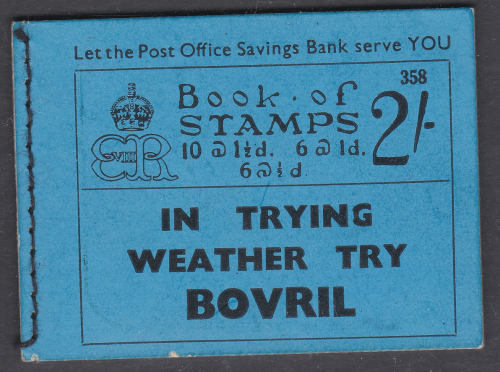 Let the Post Office Savings Bank serve YOU
358
Book · of
STAMPS
2/-
10 @ 1½d. 6 @ 1d.
6 @ ½d.
EVIIIR
IN TRYING
WEATHER TRY
BOVRIL